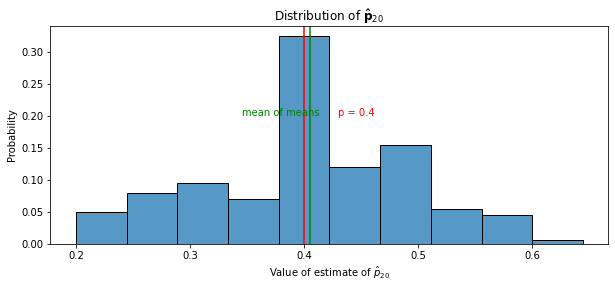 Distribution of p̂₂₀
Probability
0.30
0.25
0.20
0.15
0.10
0.05
0.00
mean of means
p = 0.4
0.2
0.3
0.4
0.5
0.6
Value of estimate of p̂₂₀